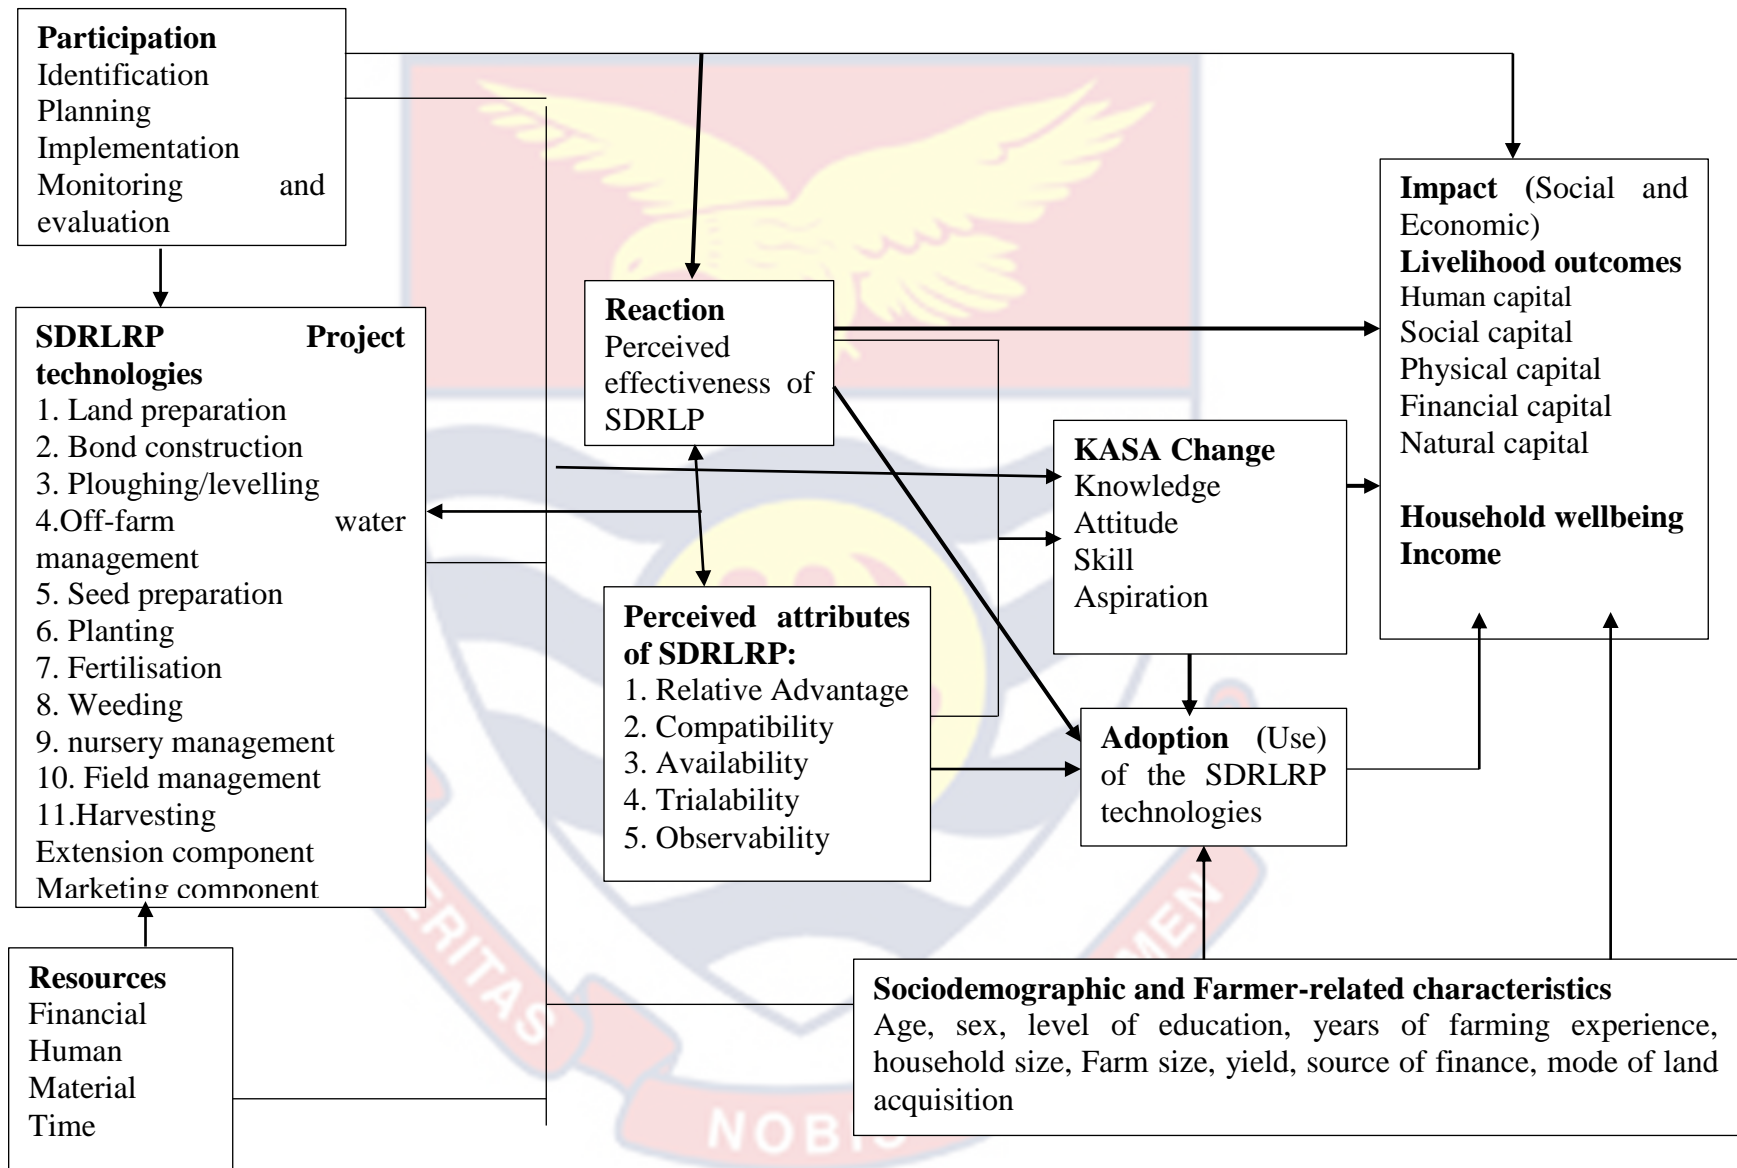 Participation
Identification
Planning
Implementation
Monitoring and
evaluation
SDRLRP Project
technologies
1. Land preparation
2. Bond construction
3. Ploughing/levelling
4.Off-farm water
management
5. Seed preparation
6. Planting
7. Fertilisation
8. Weeding
9. nursery management
10. Field management
11.Harvesting
Extension component
Marketing component
Resources
Financial
Human
Material
Time
Reaction
Perceived
effectiveness of
SDRLP
Perceived attributes
of SDRLRP:
1. Relative Advantage
2. Compatibility
3. Availability
4. Trialability
5. Observability
KASA Change
Knowledge
Attitude
Skill
Aspiration
Adoption (Use)
of the SDRLRP
technologies
Impact (Social and
Economic)
Livelihood outcomes
Human capital
Social capital
Physical capital
Financial capital
Natural capital
Household wellbeing
Income
Sociodemographic and Farmer-related characteristics
Age, sex, level of education, years of farming experience,
household size, Farm size, yield, source of finance, mode of land
acquisition
NOBIS